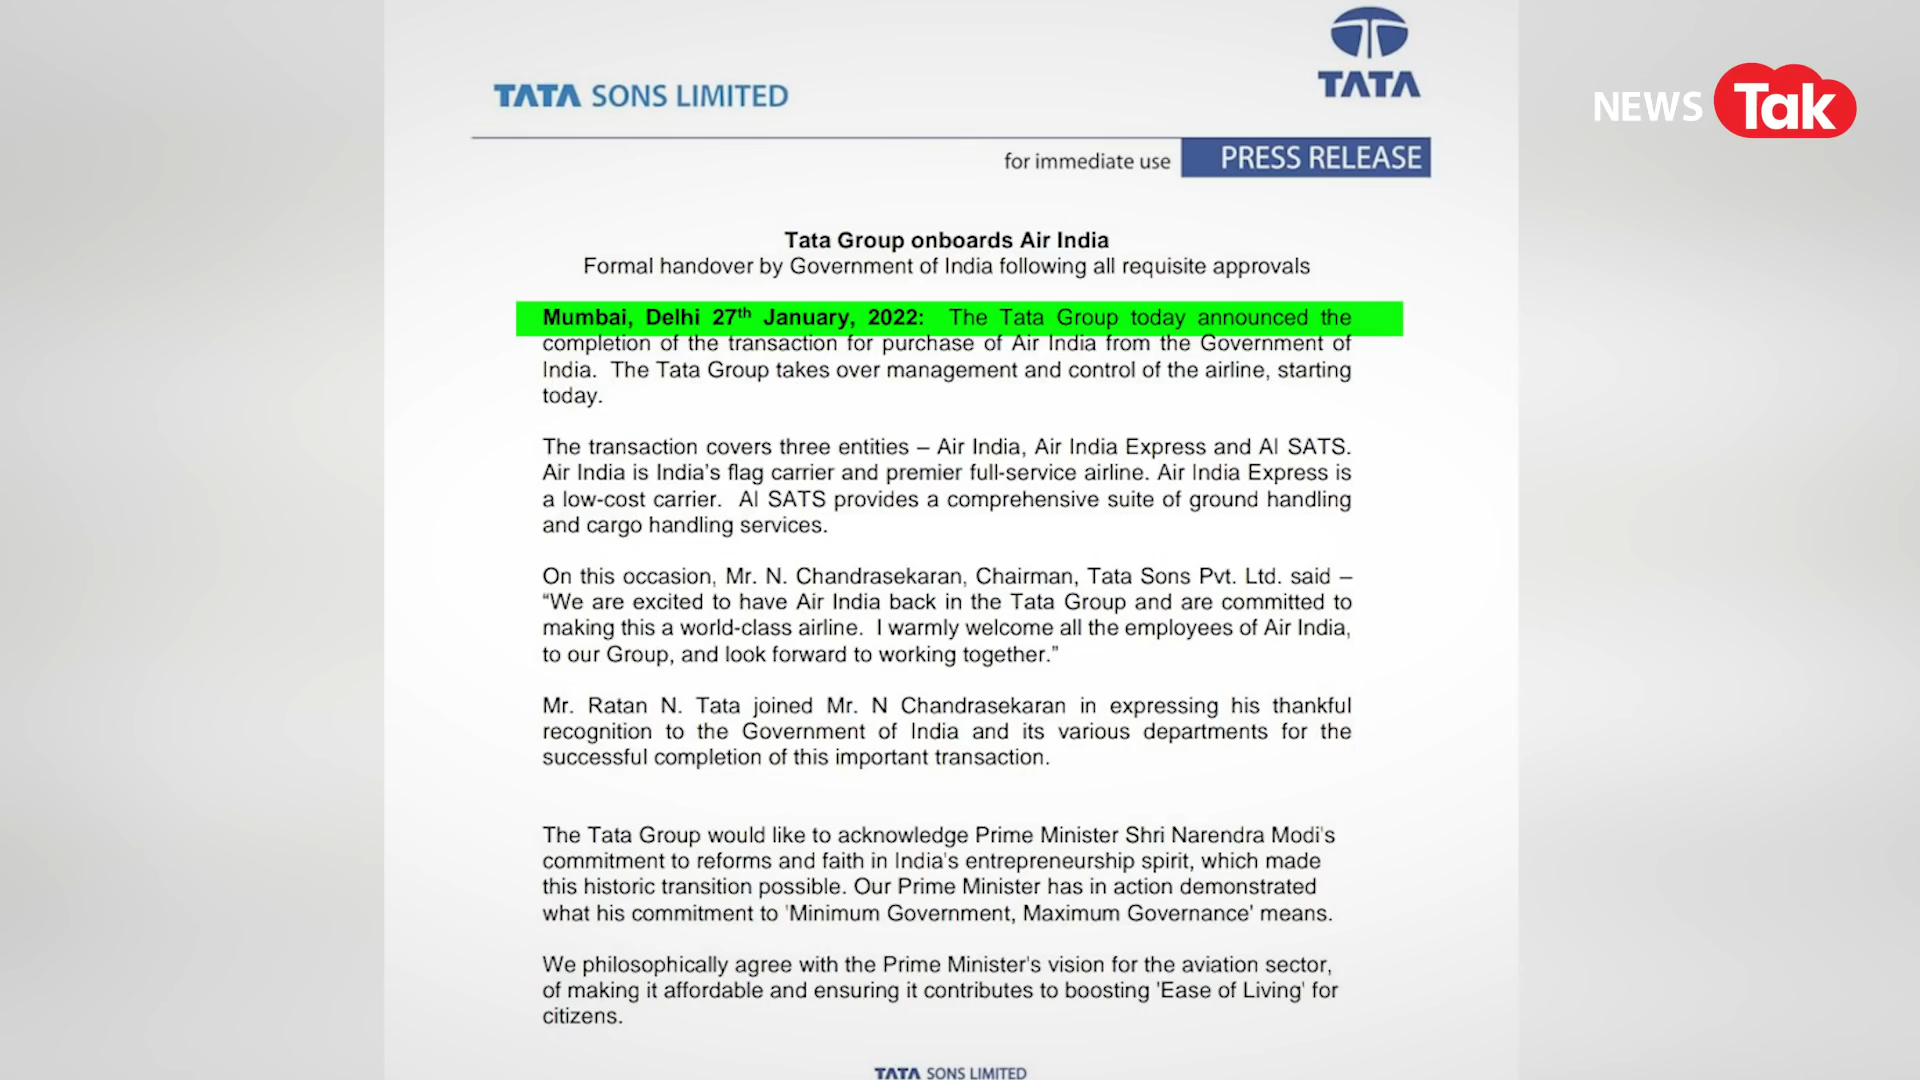 TATA
TATA SONS LIMITED
NEWS Tak
for immediate use PRESS RELEASE
Tata Group onboards Air India
Formal handover by Government of India following all requisite approvals
Mumbai, Delhi 27th January, 2022: The Tata Group today announced the
completion of the transaction for purchase of Air India from the Government of
India. The Tata Group takes over management and control of the airline, starting
today.
The transaction covers three entities – Air India, Air India Express and AI SATS.
Air India is India’s flag carrier and premier full-service airline. Air India Express is
a low-cost carrier. AI SATS provides a comprehensive suite of ground handling
and cargo handling services.
On this occasion, Mr. N. Chandrasekaran, Chairman, Tata Sons Pvt. Ltd. said –
“We are excited to have Air India back in the Tata Group and are committed to
making this a world-class airline. I warmly welcome all the employees of Air India,
to our Group, and look forward to working together.”
Mr. Ratan N. Tata joined Mr. N Chandrasekaran in expressing his thankful
recognition to the Government of India and its various departments for the
successful completion of this important transaction.
The Tata Group would like to acknowledge Prime Minister Shri Narendra Modi's
commitment to reforms and faith in India's entrepreneurship spirit, which made
this historic transition possible. Our Prime Minister has in action demonstrated
what his commitment to 'Minimum Government, Maximum Governance' means.
We philosophically agree with the Prime Minister's vision for the aviation sector,
of making it affordable and ensuring it contributes to boosting 'Ease of Living' for
citizens.
TATA SONS LIMITED